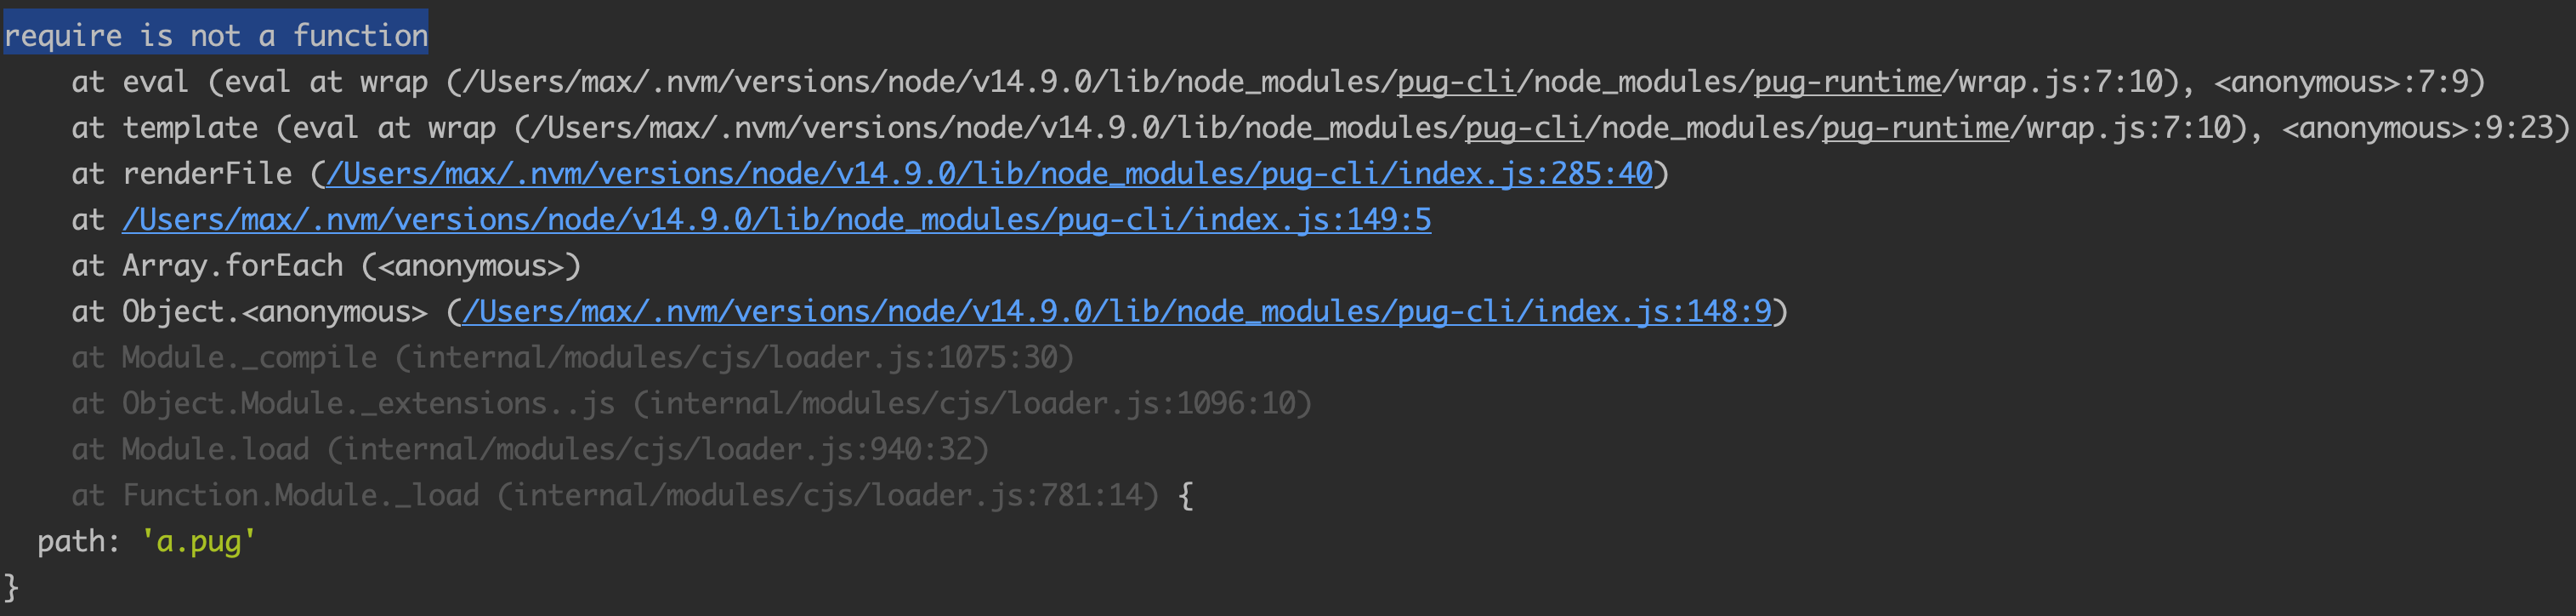 require is not a function
    at eval (eval at wrap (/Users/max/.nvm/versions/node/v14.9.0/lib/node_modules/pug-cli/node_modules/pug-runtime/wrap.js:7:10), <anonymous>:7:9)
    at template (eval at wrap (/Users/max/.nvm/versions/node/v14.9.0/lib/node_modules/pug-cli/node_modules/pug-runtime/wrap.js:7:10), <anonymous>:9:23)
    at renderFile (/Users/max/.nvm/versions/node/v14.9.0/lib/node_modules/pug-cli/index.js:285:40)
    at /Users/max/.nvm/versions/node/v14.9.0/lib/node_modules/pug-cli/index.js:149:5
    at Array.forEach (<anonymous>)
    at Object.<anonymous> (/Users/max/.nvm/versions/node/v14.9.0/lib/node_modules/pug-cli/index.js:148:9)
    at Module._compile (internal/modules/cjs/loader.js:1075:30)
    at Object.Module._extensions..js (internal/modules/cjs/loader.js:1096:10)
    at Module.load (internal/modules/cjs/loader.js:940:32)
    at Function.Module._load (internal/modules/cjs/loader.js:781:14) {
  path: 'a.pug'
}